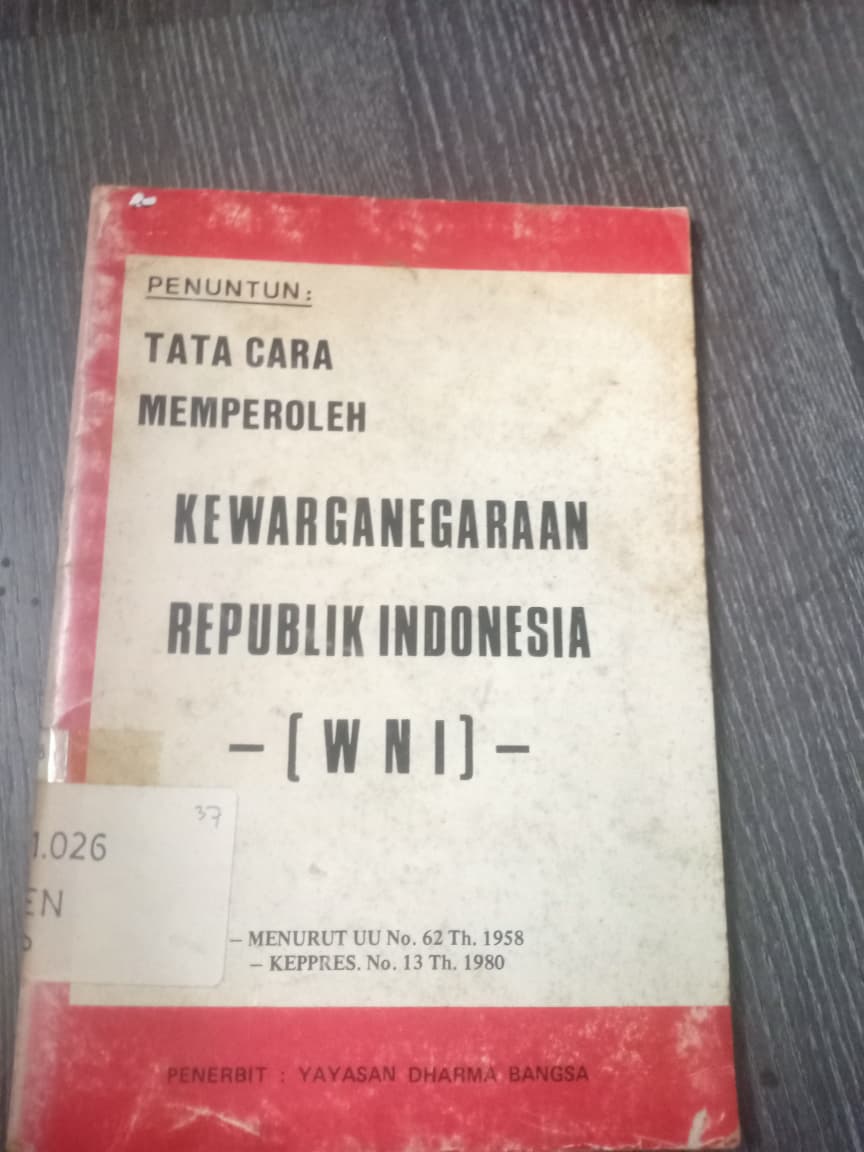 PENUNTUN:
TATA CARA
MEMPEROLEH
KEWARGANEGARAAN
REPUBLIK INDONESIA
– [ W N I ] –
37
1.026
EN
– MENURUT UU No. 62 Th. 1958
– KEPPRES. No. 13 Th. 1980
PENERBIT : YAYASAN DHARMA BANGSA